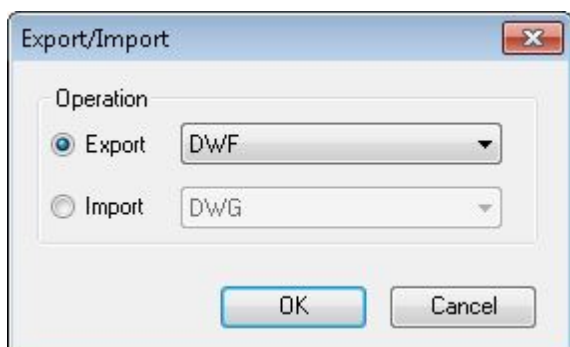 Export/Import
Operation
Export DWF
Import DWG
OK Cancel